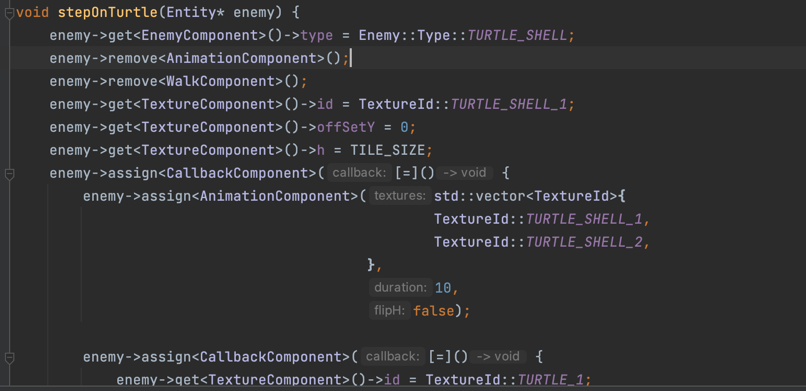 void stepOnTurtle(Entity* enemy) {
enemy->get<EnemyComponent>()->type = Enemy::Type::TURTLE_SHELL;
enemy->remove<AnimationComponent>();
enemy->remove<WalkComponent>();
enemy->get<TextureComponent>()->id = TextureId::TURTLE_SHELL_1;
enemy->get<TextureComponent>()->offSetY = 0;
enemy->get<TextureComponent>()->h = TILE_SIZE;
enemy->assign<CallbackComponent>( callback: [=]() -> void {
enemy->assign<AnimationComponent>( textures: std::vector<TextureId>{
TextureId::TURTLE_SHELL_1,
TextureId::TURTLE_SHELL_2,
},
duration: 10,
flipH: false);
enemy->assign<CallbackComponent>( callback: [=]() -> void {
enemy->get<TextureComponent>()->id = TextureId::TURTLE_1;